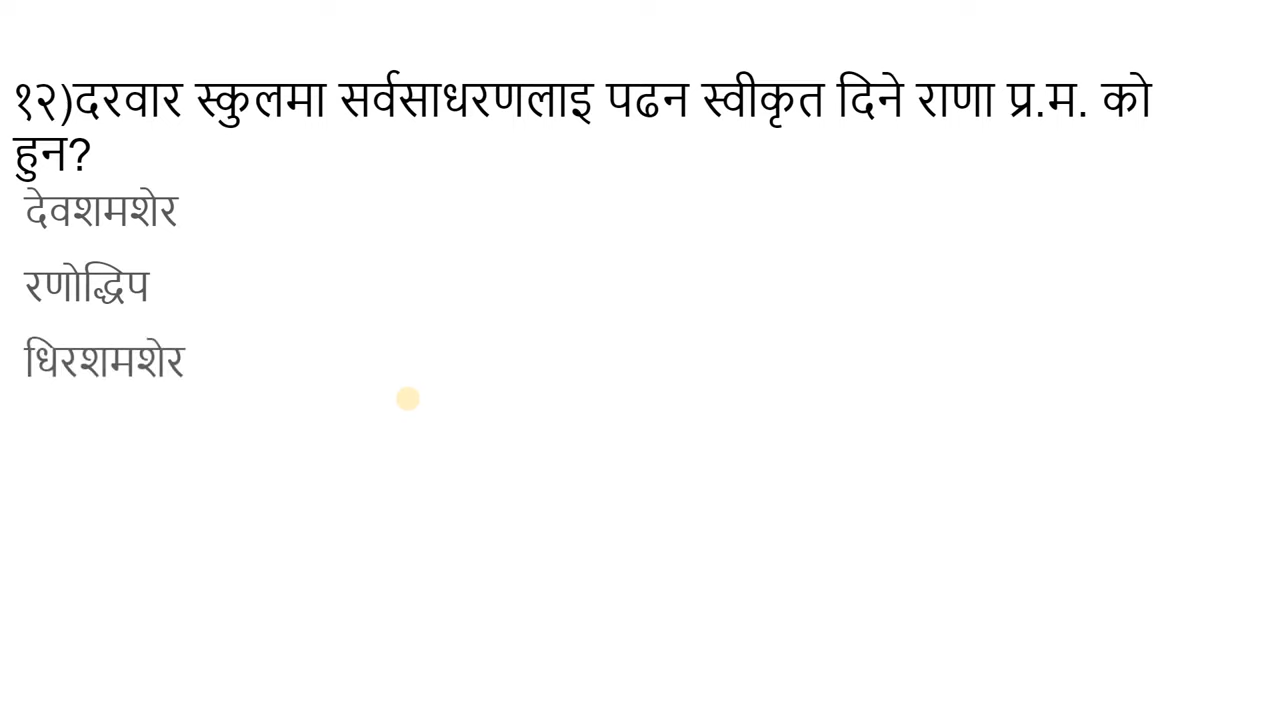 १२)दरवार स्कुलमा सर्वसाधरणलाइ पढन स्वीकृत दिने राणा प्र.म. को
हुन?
देवशमशेर
रणोद्धिप
धिरशमशेर